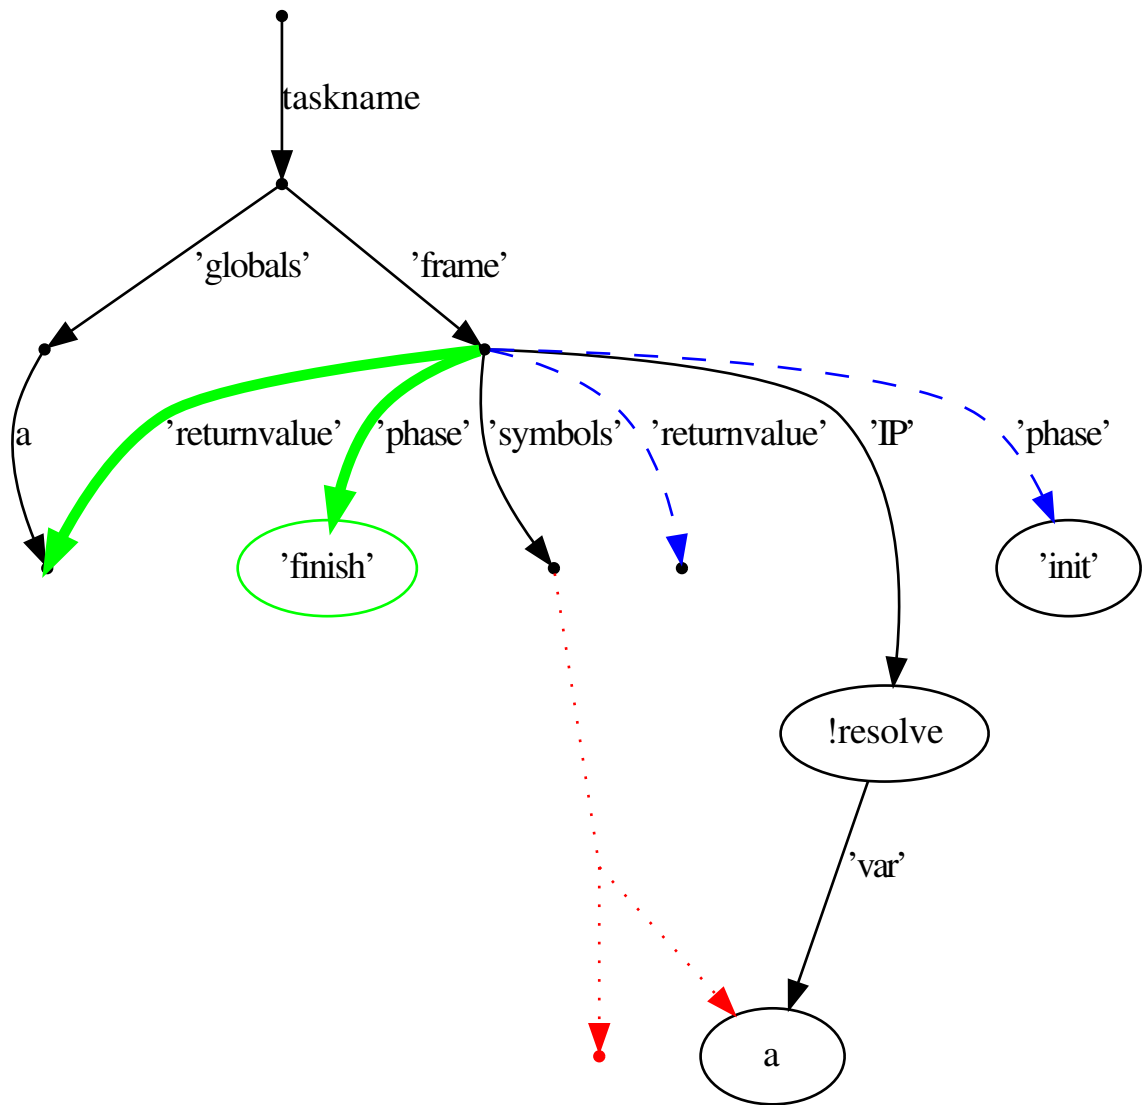 taskname
’globals’
’frame’
a
’returnvalue’
’phase’
’symbols’
’returnvalue’
’IP’
’phase’
’finish’
’init’
!resolve
’var’
a